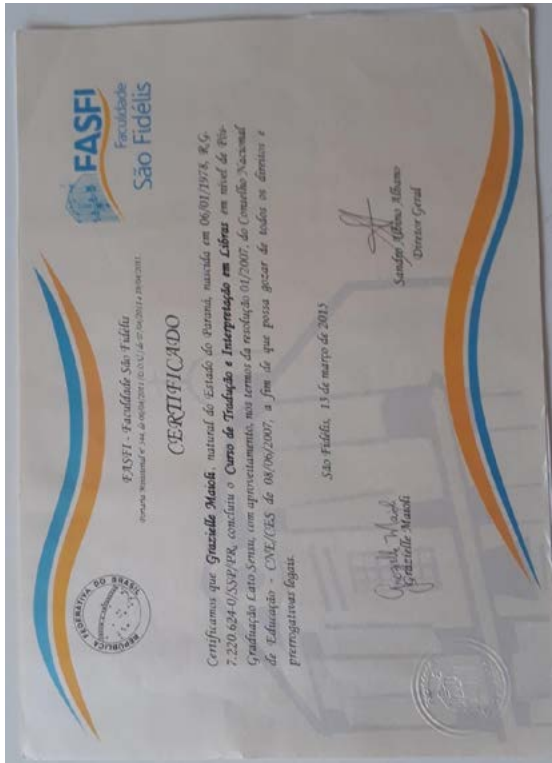 REPÚBLICA FEDERATIVA DO BRASIL
FASFI
Faculdade
São Fidélis
FASFI - Faculdade São Fidélis
CERTIFICADO
Certificamos que Grazielle Maioli, natural do Estado do Paraná, nascida em 06/01/1978, R.G.
7.220.624-0/SSP/PR, concluiu o Curso de Tradução e Interpretação em Libras em nível de Pós-
Graduação Lato Sensu, com aproveitamento, nos termos da resolução 01/2007, do Conselho Nacional
de Educação - CNE/CES de 08/06/2007, a fim de que possa gozar de todos os direitos e
prerrogativas legais.
São Fidélis, 13 de março de 2015
Grazielle Maioli
Sandro Albino Albano
Diretor Geral